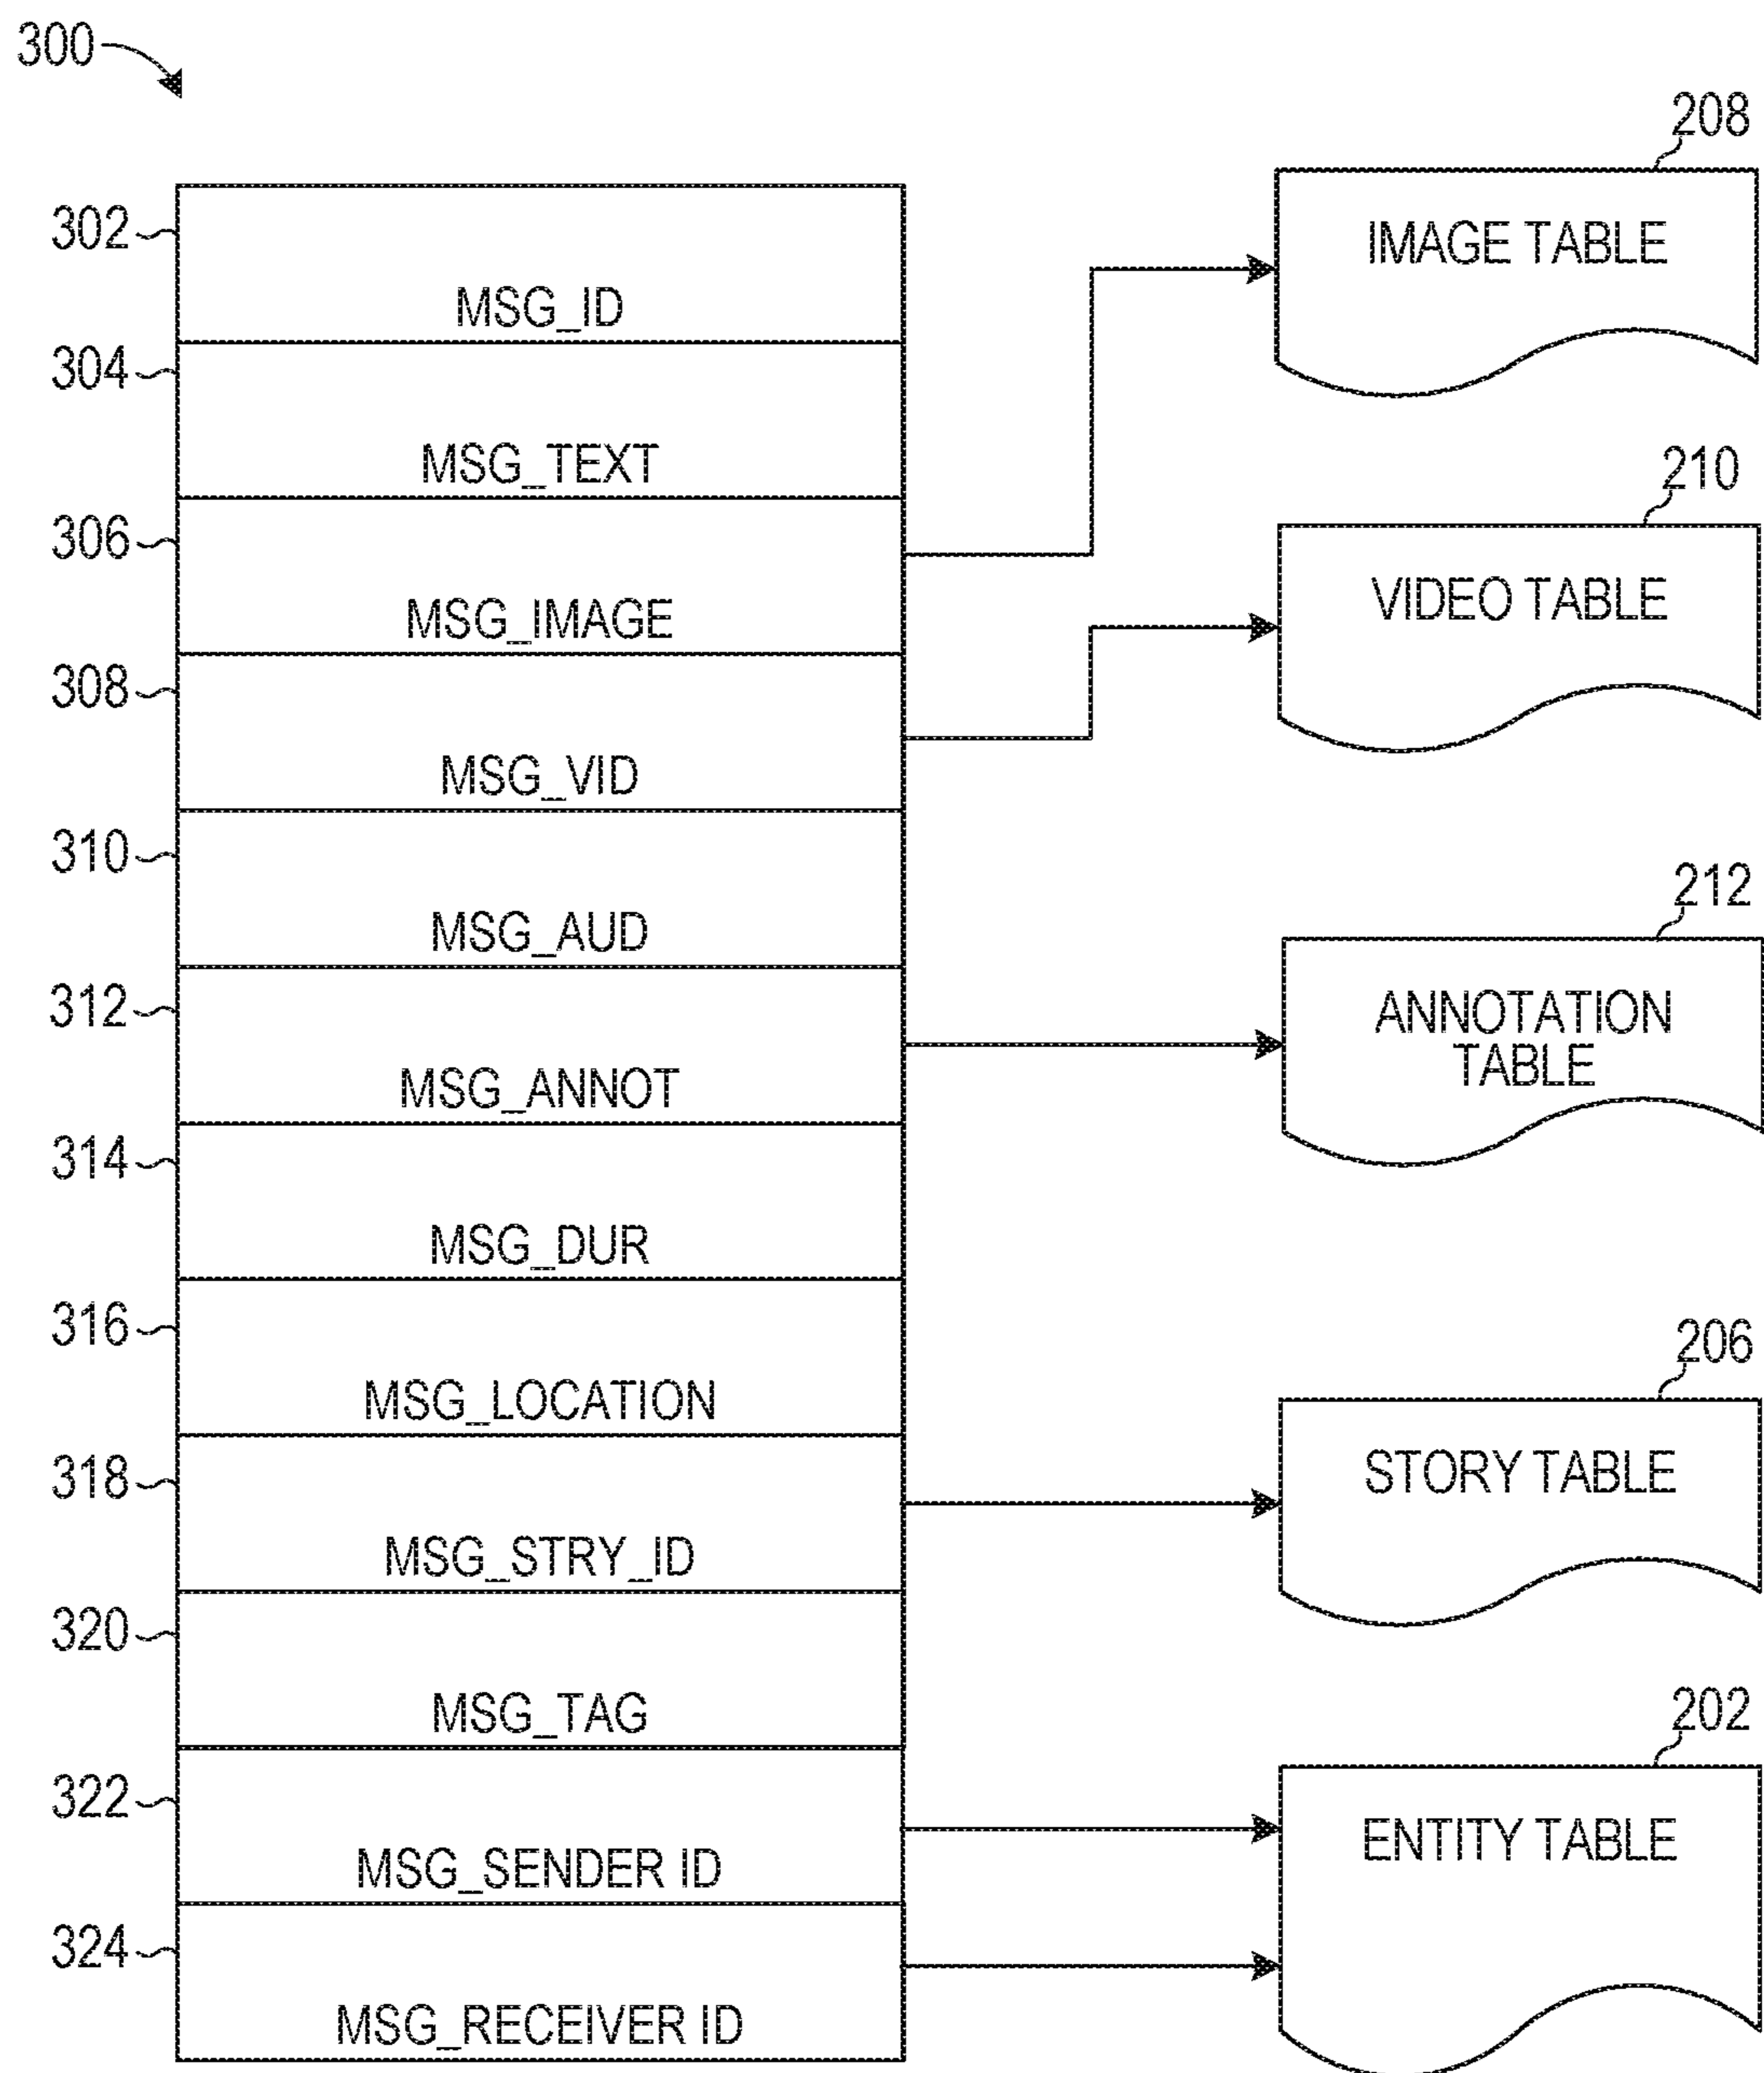 300
302
MSG_ID
304
MSG_TEXT
306
MSG_IMAGE
308
MSG_VID
310
MSG_AUD
312
MSG_ANNOT
314
MSG_DUR
316
MSG_LOCATION
318
MSG_STRY_ID
320
MSG_TAG
322
MSG_SENDER ID
324
MSG_RECEIVER ID
208
IMAGE TABLE
210
VIDEO TABLE
212
ANNOTATION
TABLE
206
STORY TABLE
202
ENTITY TABLE